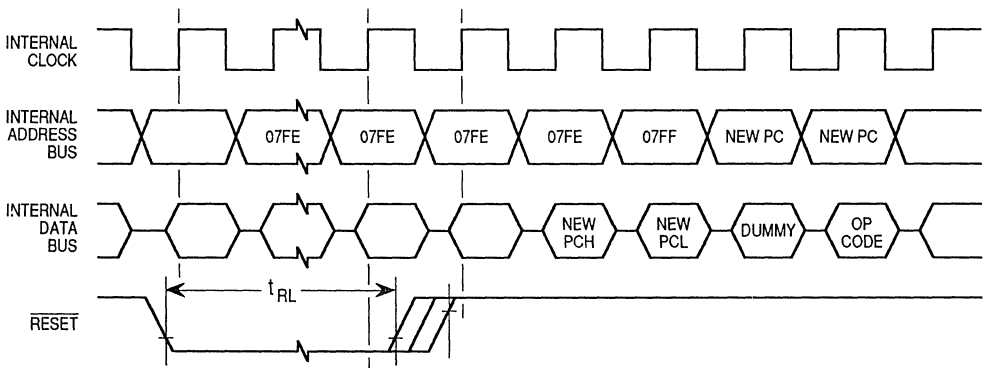 INTERNAL
CLOCK
INTERNAL
ADDRESS
BUS
07FE
07FE
07FE
07FE
07FF
NEW PC
NEW PC
INTERNAL
DATA
BUS
NEW
PCH
NEW
PCL
DUMMY
OP
CODE
tRL
RESET